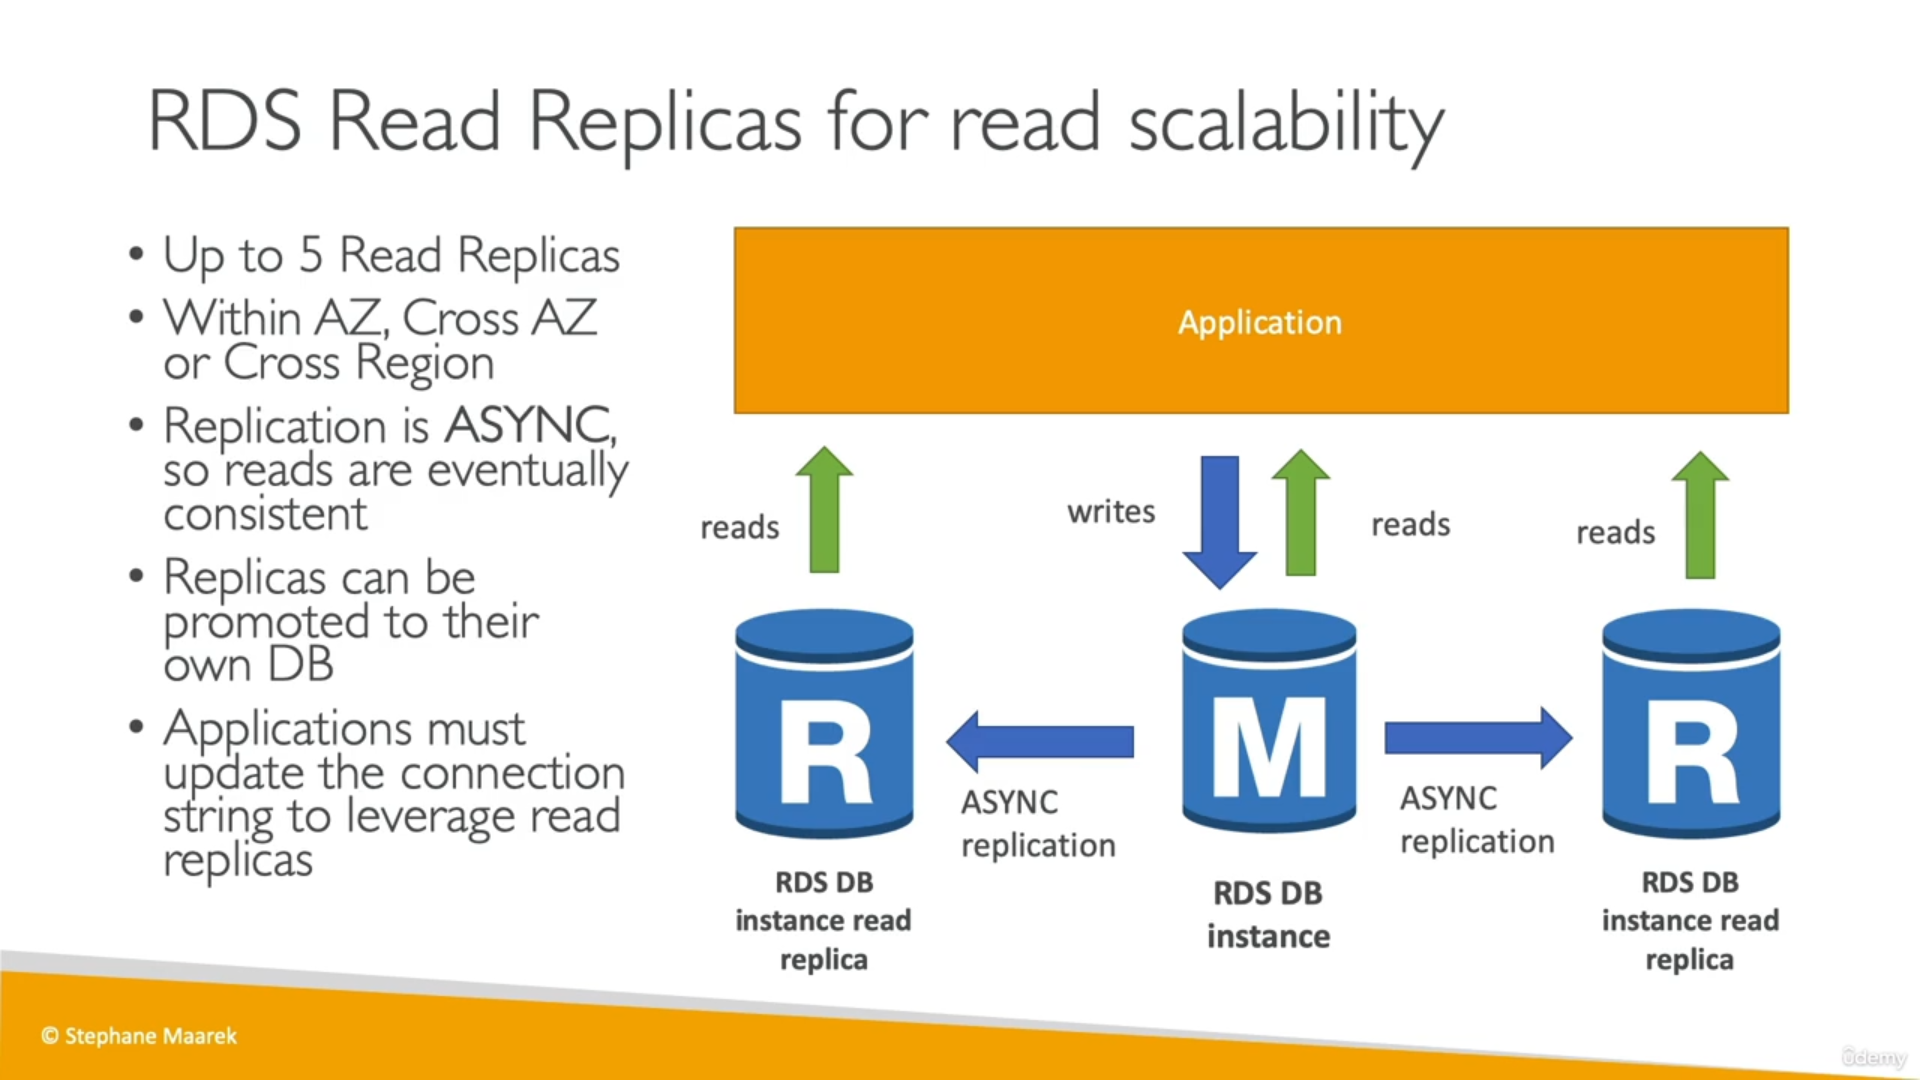 RDS Read Replicas for read scalability
• Up to 5 Read Replicas
• Within AZ, Cross AZ
or Cross Region
• Replication is ASYNC,
so reads are eventually
consistent
• Replicas can be
promoted to their
own DB
• Applications must
update the connection
string to leverage read
replicas
Application
reads
writes
reads
reads
R
M
R
ASYNC
replication
ASYNC
replication
RDS DB
instance read
replica
RDS DB
instance
RDS DB
instance read
replica
© Stephane Maarek
ûdemy